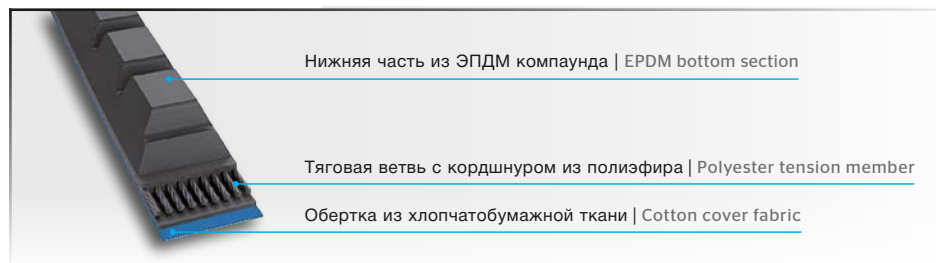 Нижняя часть из ЭПДМ компаунда | EPDM bottom section
Тяговая ветвь с кордшнуром из полиэфира | Polyester tension member
Обертка из хлопчатобумажной ткани | Cotton cover fabric